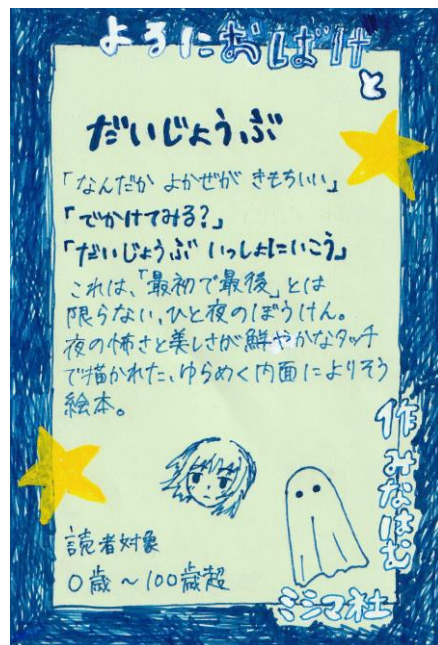 よるにおばけ
と
だいじょうぶ
「なんだか よかぜが きもちいい」
「でかけてみる?」
「だいじょうぶ いっしょにいこう」
これは、「最初で最後」とは
限らない、ひと夜のぼうけん。
夜の怖さと美しさが鮮やかなタッチ
で描かれた、ゆらめく内面によりそう
絵本。
作 みなはむ
読者対象
0歳〜100歳超
ミシマ社